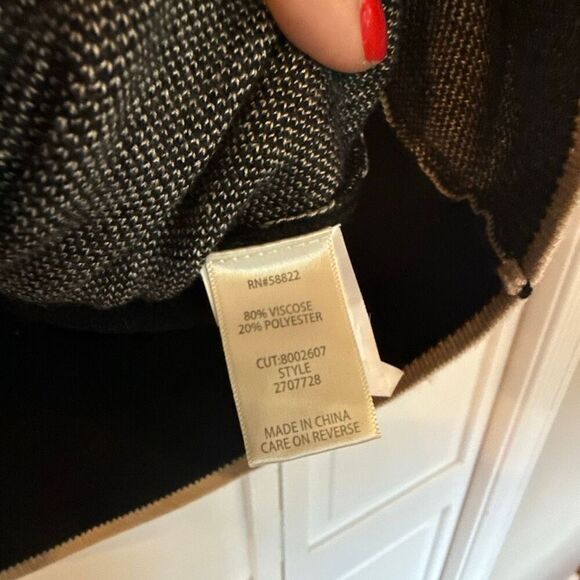 RN#58822
80% VISCOSE
20% POLYESTER
CUT:8002607
STYLE
2707728
MADE IN CHINA
CARE ON REVERSE